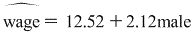 wage = 12.52 + 2.12male